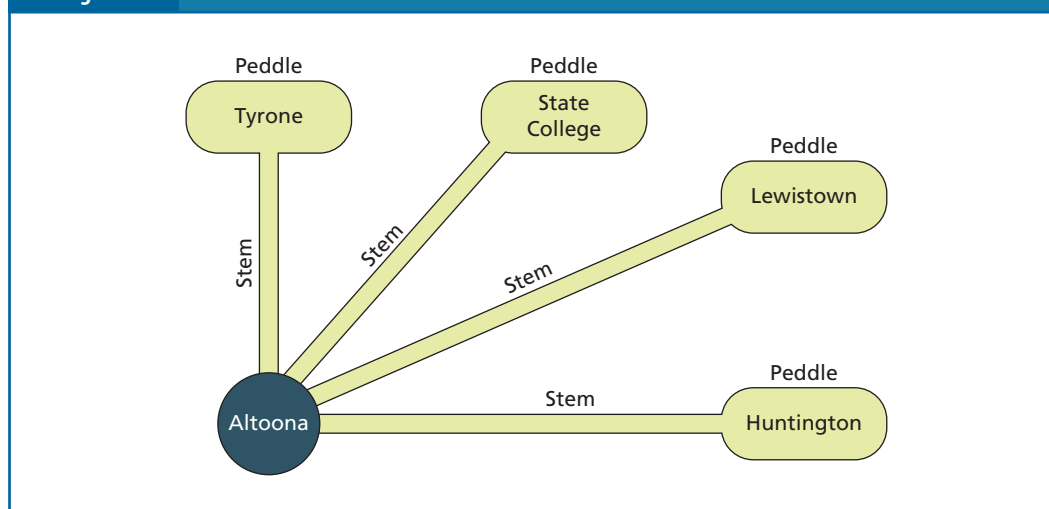 Peddle
Tyrone
Peddle
State
College
Peddle
Lewistown
Stem
Stem
Stem
Peddle
Huntington
Stem
Altoona